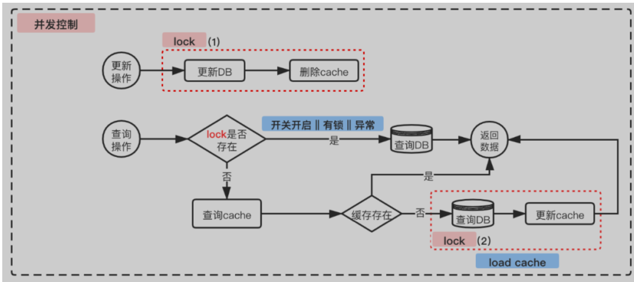 并发控制
lock (1)
更新
操作
更新DB
删除cache
查询
操作
lock是否
存在
开关开启 || 有锁 || 异常
是
查询DB
返回
数据
否
是
查询cache
缓存存在
否
查询DB
更新cache
lock (2)
load cache